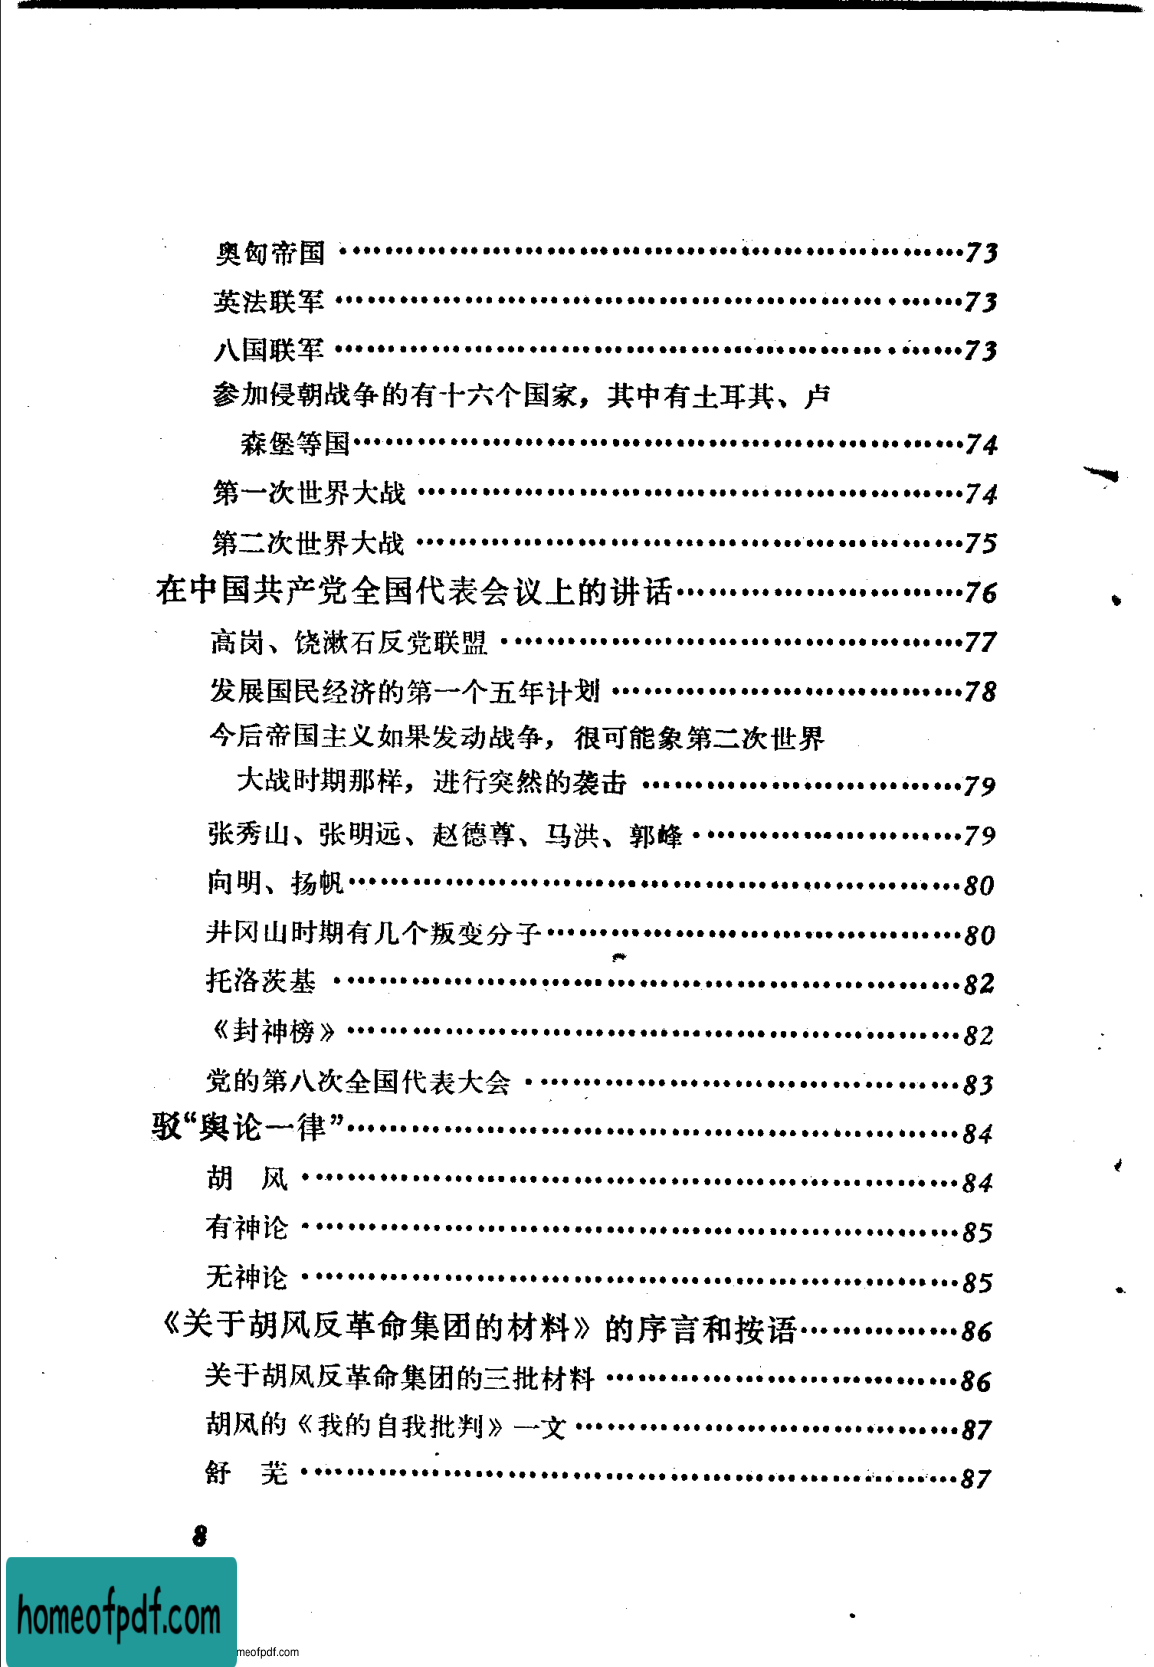 奥匈帝国 ……………………………………………73
英法联军 ……………………………………………73
八国联军 ……………………………………………73
参加侵朝战争的有十六个国家，其中有土耳其、卢
森堡等国……………………………………………74
第一次世界大战 ……………………………………74
第二次世界大战 ……………………………………75
在中国共产党全国代表会议上的讲话…………………76
高岗、饶漱石反党联盟 ………………………………77
发展国民经济的第一个五年计划 ………………………78
今后帝国主义如果发动战争，很可能象第二次世界
大战时期那样，进行突然的袭击 ……………………79
张秀山、张明远、赵德尊、马洪、郭峰 …………………79
向明、扬帆……………………………………………80
井冈山时期有几个叛变分子……………………………80
托洛茨基 ……………………………………………82
《封神榜》……………………………………………82
党的第八次全国代表大会 ……………………………83
驳“舆论一律”…………………………………………84
胡　风 ………………………………………………84
有神论 ………………………………………………85
无神论 ………………………………………………85
《关于胡风反革命集团的材料》的序言和按语……………86
关于胡风反革命集团的三批材料 ………………………86
胡风的《我的自我批判》一文……………………………87
舒　芜 ………………………………………………87
8
homeofpdf.com
meofpdf.com